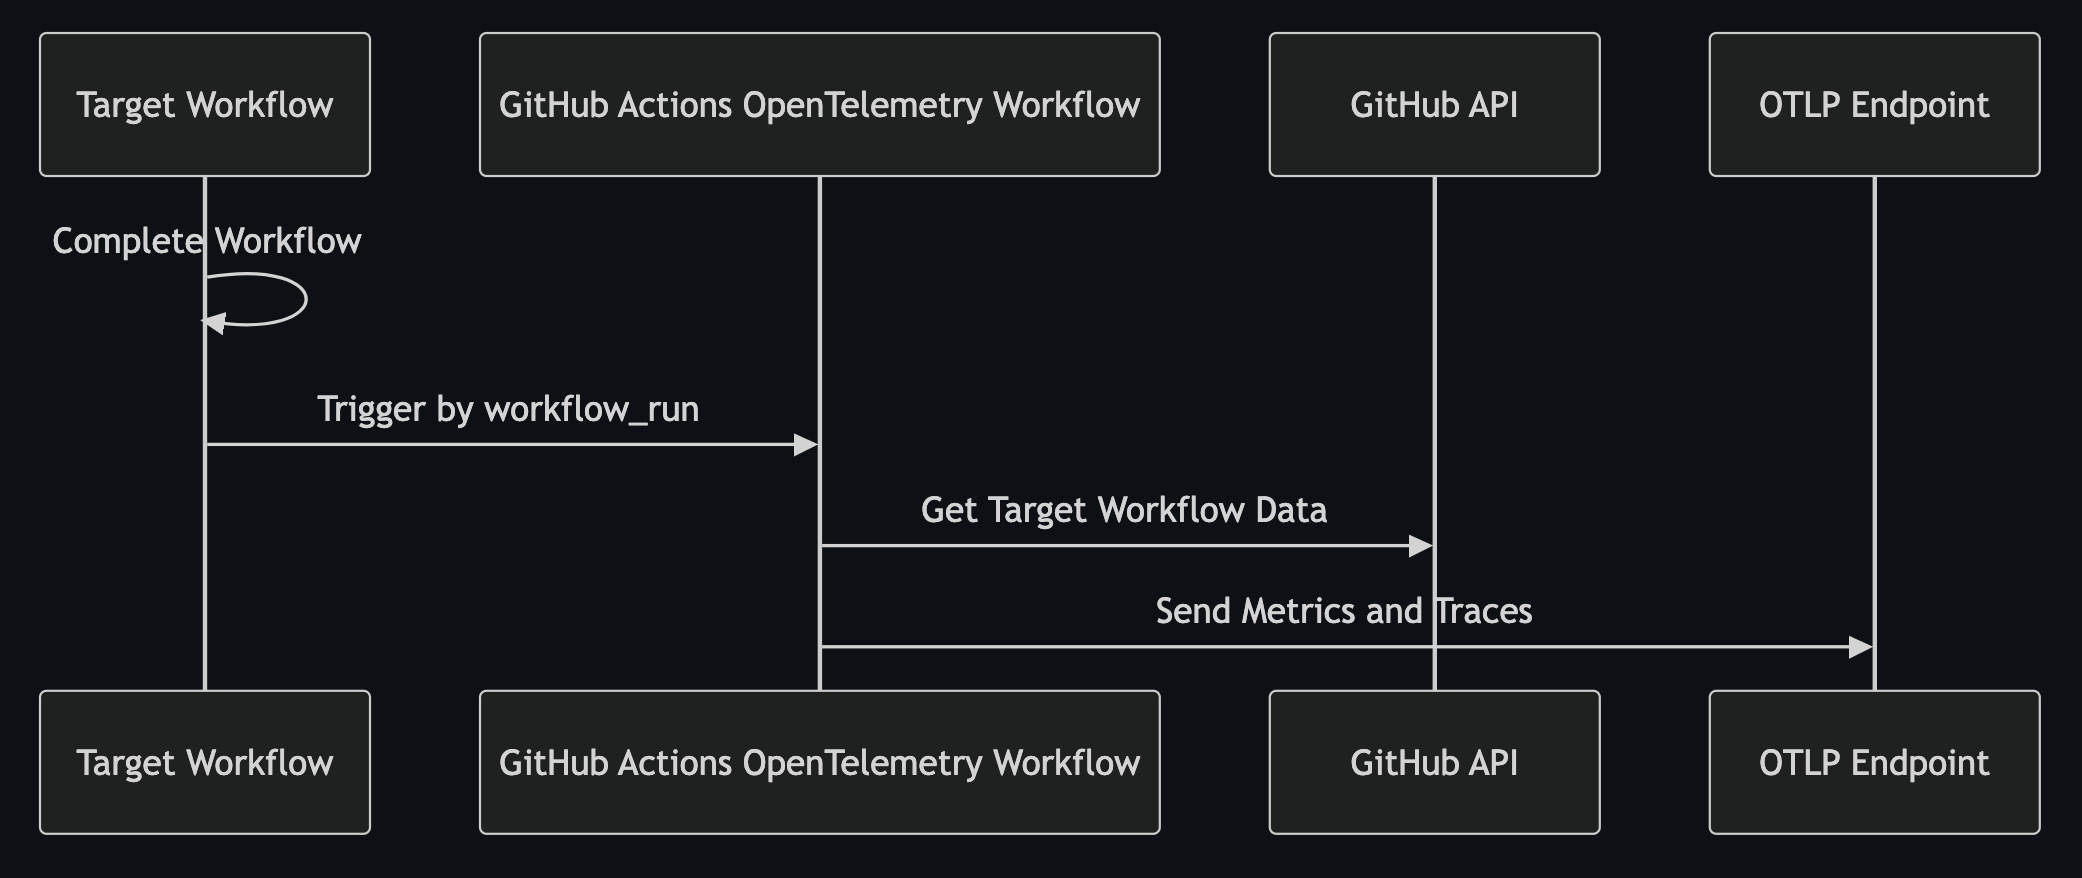 Target Workflow
GitHub Actions OpenTelemetry Workflow
GitHub API
OTLP Endpoint
Complete Workflow
Trigger by workflow_run
Get Target Workflow Data
Send Metrics and Traces
Target Workflow
GitHub Actions OpenTelemetry Workflow
GitHub API
OTLP Endpoint